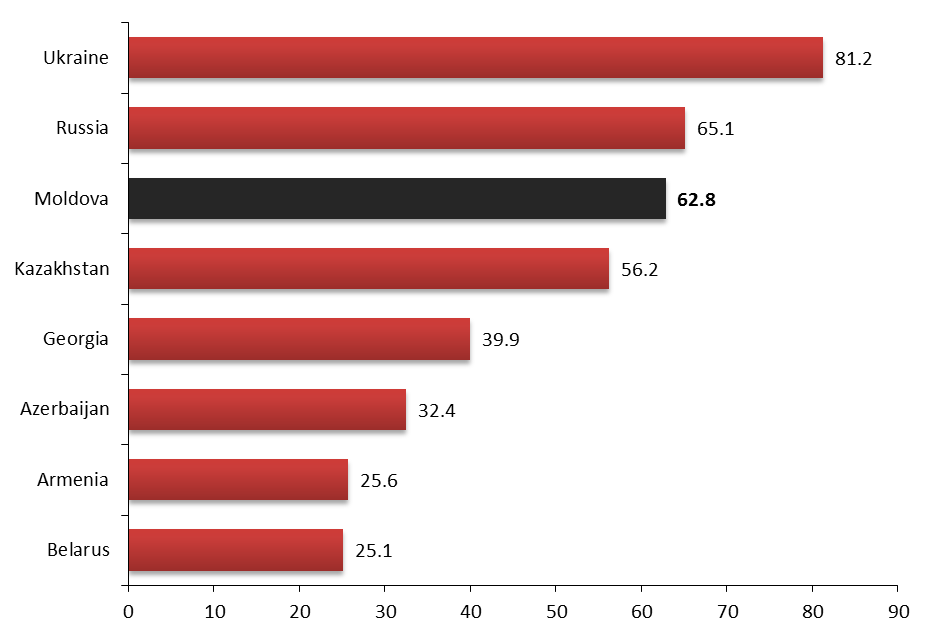 Ukraine 81.2
Russia 65.1
Moldova 62.8
Kazakhstan 56.2
Georgia 39.9
Azerbaijan 32.4
Armenia 25.6
Belarus 25.1
0 10 20 30 40 50 60 70 80 90